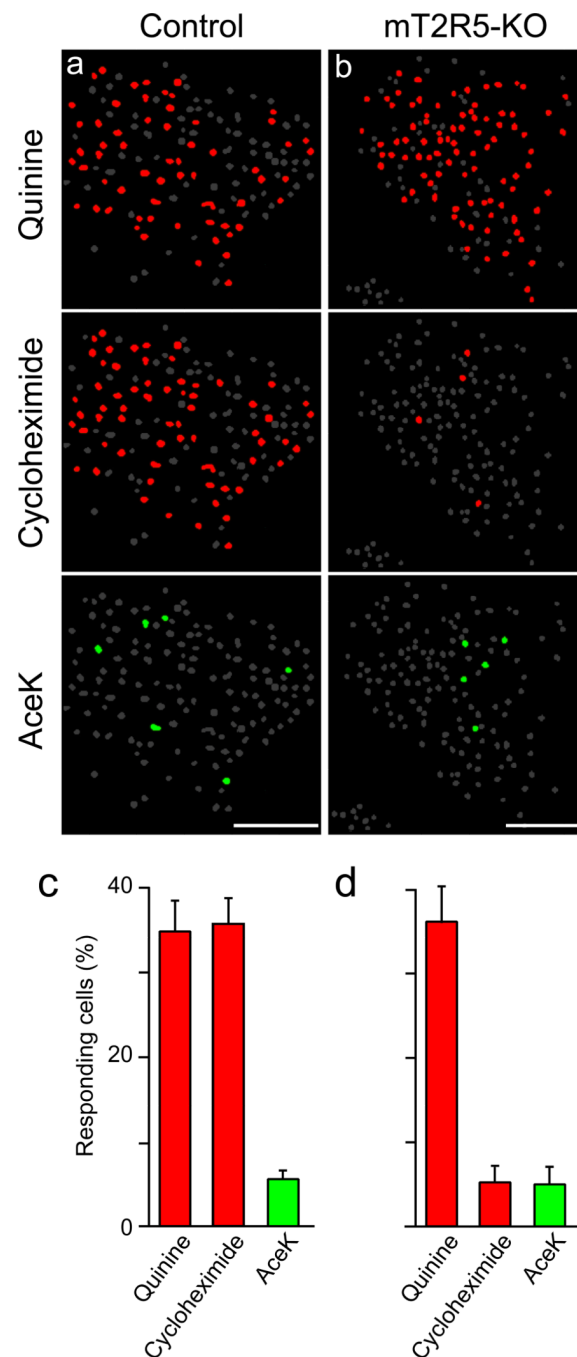 Control mT2R5-KO
a b
Quinine
Cycloheximide
AceK
c d
Responding cells (%)
40
20
0
Quinine Cycloheximide AceK Quinine Cycloheximide AceK